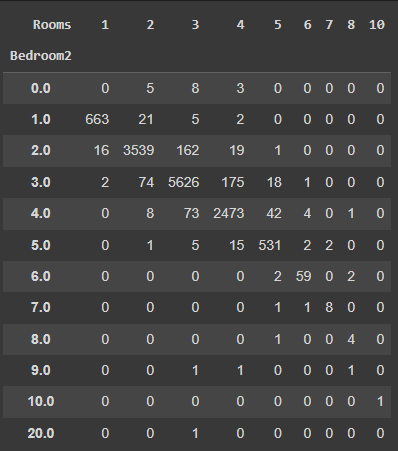 Rooms 1 2 3 4 5 6 7 8 10
Bedroom2
0.0 0 5 8 3 0 0 0 0 0
1.0 663 21 5 2 0 0 0 0 0
2.0 16 3539 162 19 1 0 0 0 0
3.0 2 74 5626 175 18 1 0 0 0
4.0 0 8 73 2473 42 4 0 1 0
5.0 0 1 5 15 531 2 2 0 0
6.0 0 0 0 0 2 59 0 2 0
7.0 0 0 0 0 1 1 8 0 0
8.0 0 0 0 0 1 0 0 4 0
9.0 0 0 1 1 0 0 0 1 0
10.0 0 0 0 0 0 0 0 0 1
20.0 0 0 1 0 0 0 0 0 0